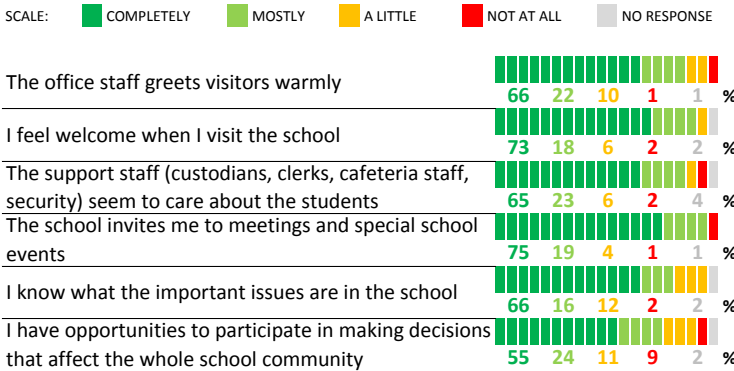 SCALE: COMPLETELY MOSTLY A LITTLE NOT AT ALL NO RESPONSE
The office staff greets visitors warmly
66 22 10 1 1 %
I feel welcome when I visit the school
73 18 6 2 2 %
The support staff (custodians, clerks, cafeteria staff,
security) seem to care about the students
65 23 6 2 4 %
The school invites me to meetings and special school
events
75 19 4 1 1 %
I know what the important issues are in the school
66 16 12 2 2 %
I have opportunities to participate in making decisions
that affect the whole school community
55 24 11 9 2 %